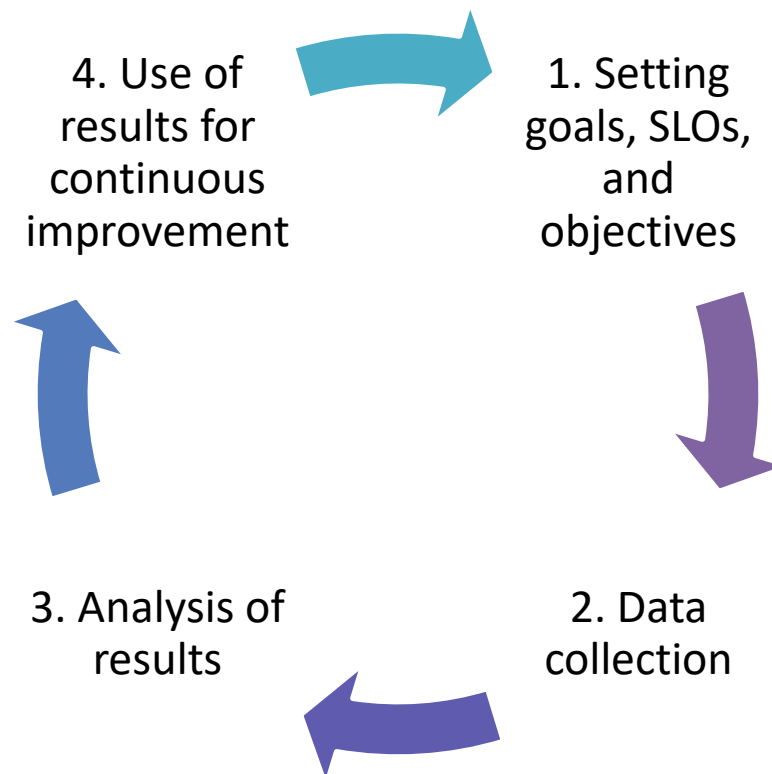 4. Use of
results for
continuous
improvement
1. Setting
goals, SLOs,
and
objectives
3. Analysis of
results
2. Data
collection